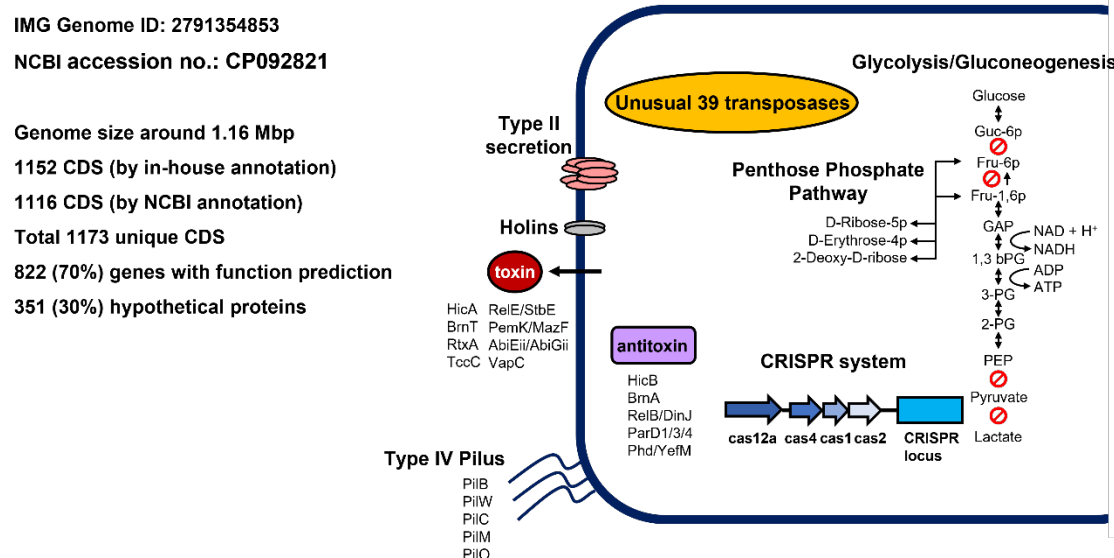 IMG Genome ID: 2791354853
NCBI accession no.: CP092821
Genome size around 1.16 Mbp
1152 CDS (by in-house annotation)
1116 CDS (by NCBI annotation)
Total 1173 unique CDS
822 (70%) genes with function prediction
351 (30%) hypothetical proteins
Type II
secretion
Holins
toxin
HicA RelE/StbE
BrnT PemK/MazF
RtxA AbiEii/AbiGii
TccC VapC
Type IV Pilus
PilB
PilW
PilC
PilM
PilO
Unusual 39 transposases
antitoxin
HicB
BrnA
RelB/DinJ
ParD1/3/4
Phd/YefM
Penthose Phosphate
Pathway
D-Ribose-5p
D-Erythrose-4p
2-Deoxy-D-ribose
CRISPR system
cas12a cas4 cas1 cas2 CRISPR
locus
Glycolysis/Gluconeogenesis
Glucose
Guc-6p
Fru-6p
Fru-1,6p
GAP
NAD + H⁺
NADH
1,3 bPG
ADP
ATP
3-PG
2-PG
PEP
Pyruvate
Lactate